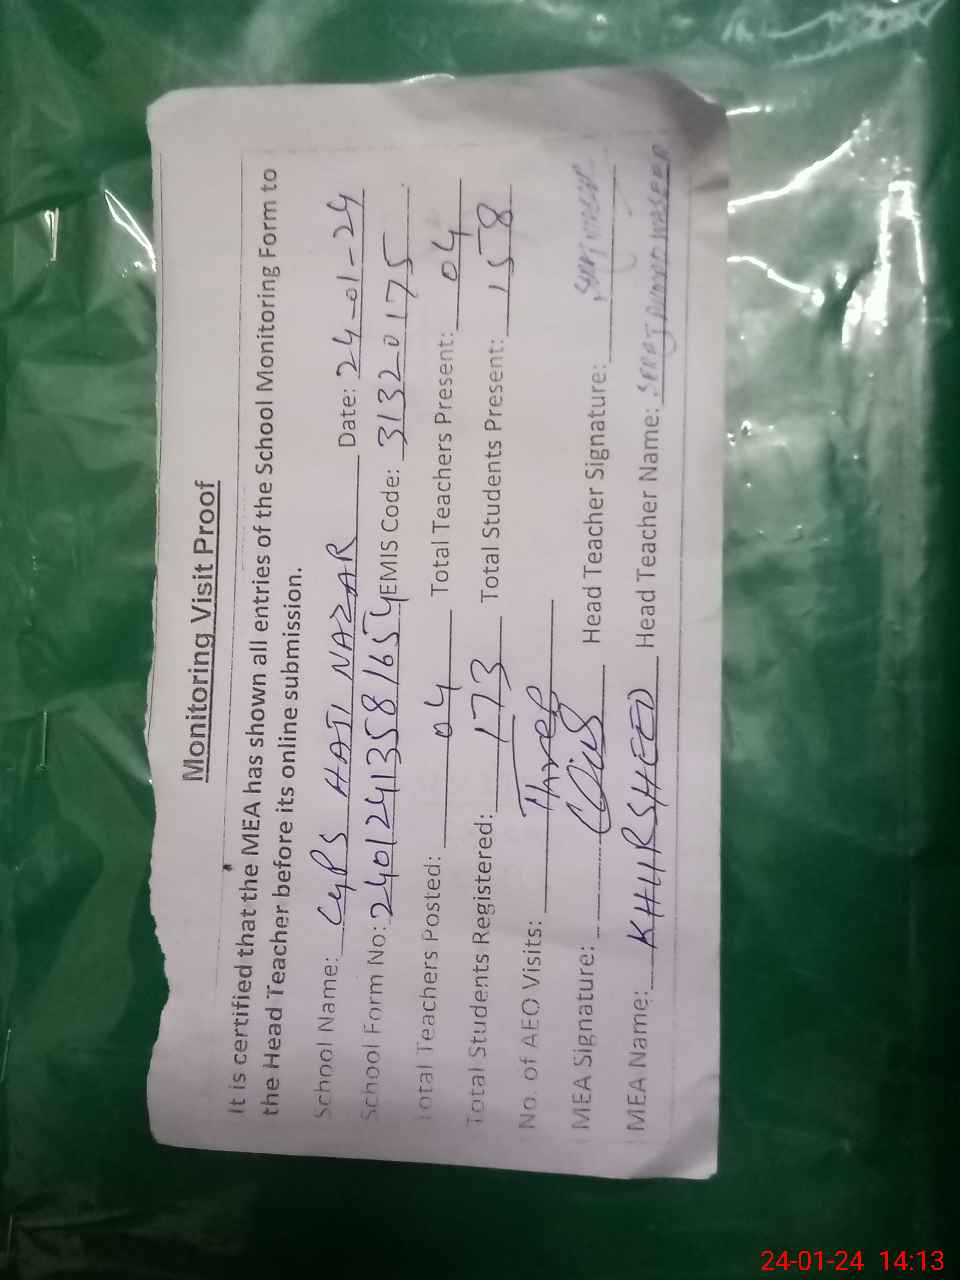 Monitoring Visit Proof
It is certified that the MEA has shown all entries of the School Monitoring Form to
the Head Teacher before its online submission.
School Name: GPS HAJI NAZAR Date: 24-01-24
School Form No: 24012413581654 EMIS Code: 31320175
Total Teachers Posted: 04 Total Teachers Present: 04
Total Students Registered: 173 Total Students Present: 158
No. of AEO Visits: Three
MEA Signature: Head Teacher Signature:
MEA Name: KHURSHEED Head Teacher Name:
24-01-24 14:13